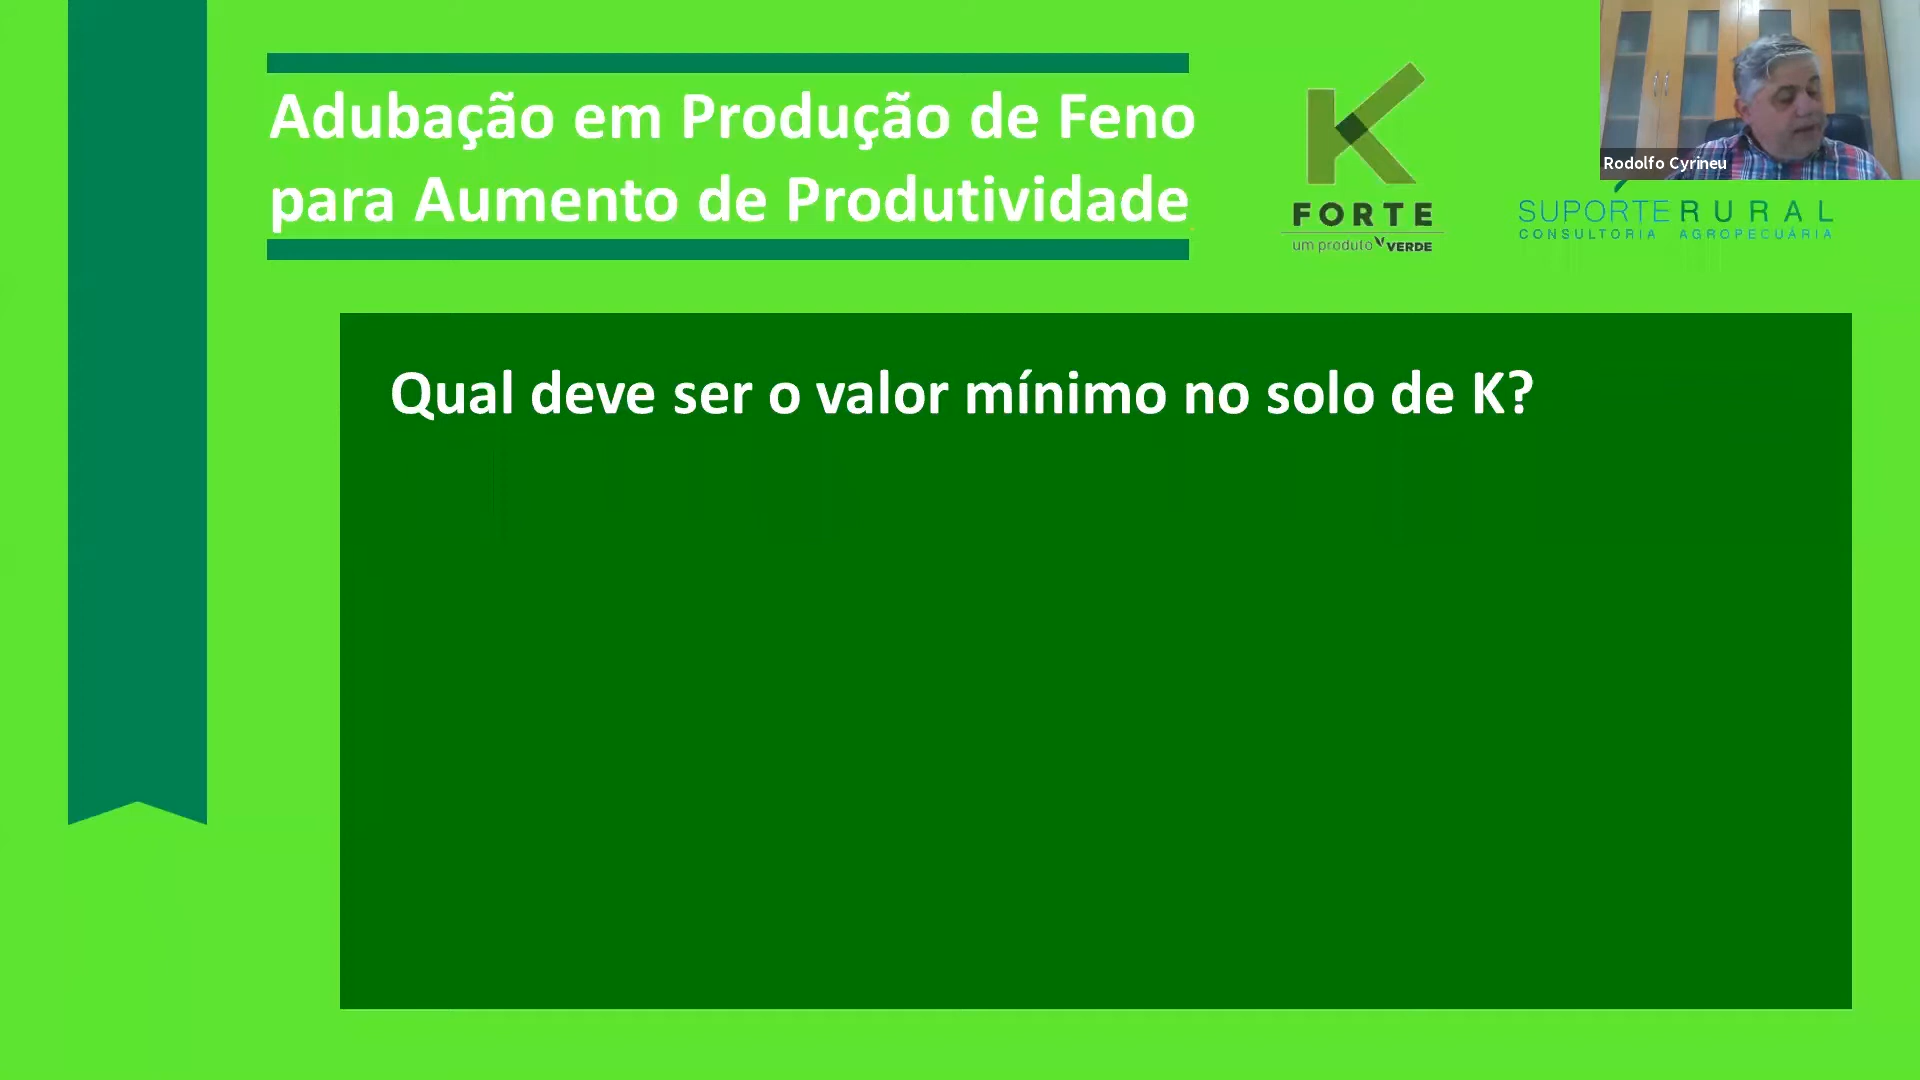 Adubação em Produção de Feno
para Aumento de Produtividade
FORTE
um produto VERDE
Rodolfo Cyrineu
SUPORTE RURAL
CONSULTORIA AGROPECUÁRIA
Qual deve ser o valor mínimo no solo de K?